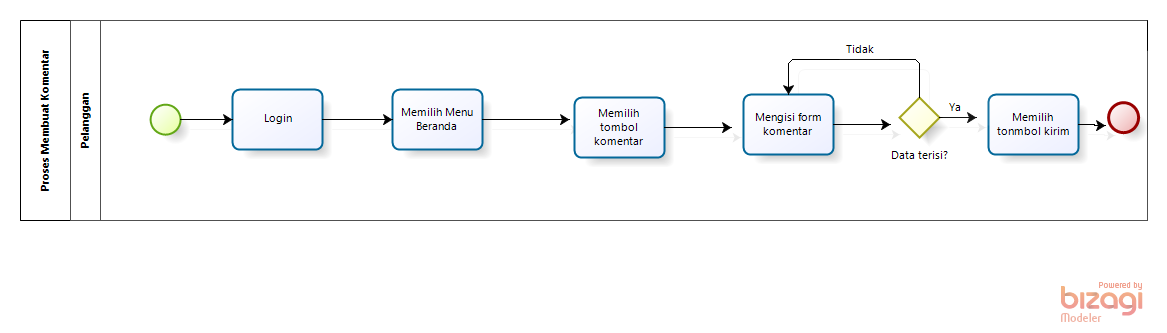 Proses Membuat Komentar
Pelanggan
Login
Memilih Menu
Beranda
Memilih
tombol
komentar
Mengisi form
komentar
Tidak
Data terisi?
Ya
Memilih
tonmbol kirim
Powered by
bizagi
Modeler